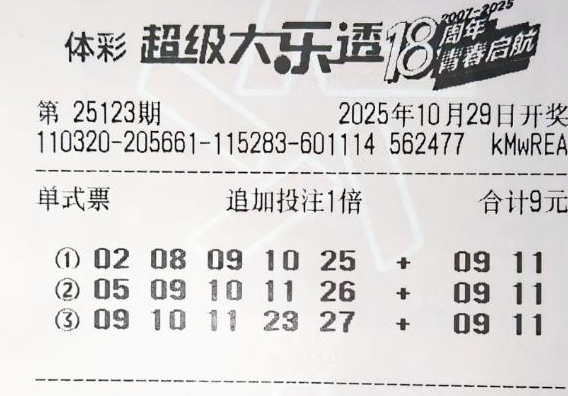 体彩 超级大乐透 18 2007-2025 周年 青春启航
第 25123期 2025年10月29日开奖
110320-205661-115283-601114 562477 kMwREA
单式票 追加投注1倍 合计9元
① 02 08 09 10 25 + 09 11
② 05 09 10 11 26 + 09 11
③ 09 10 11 23 27 + 09 11